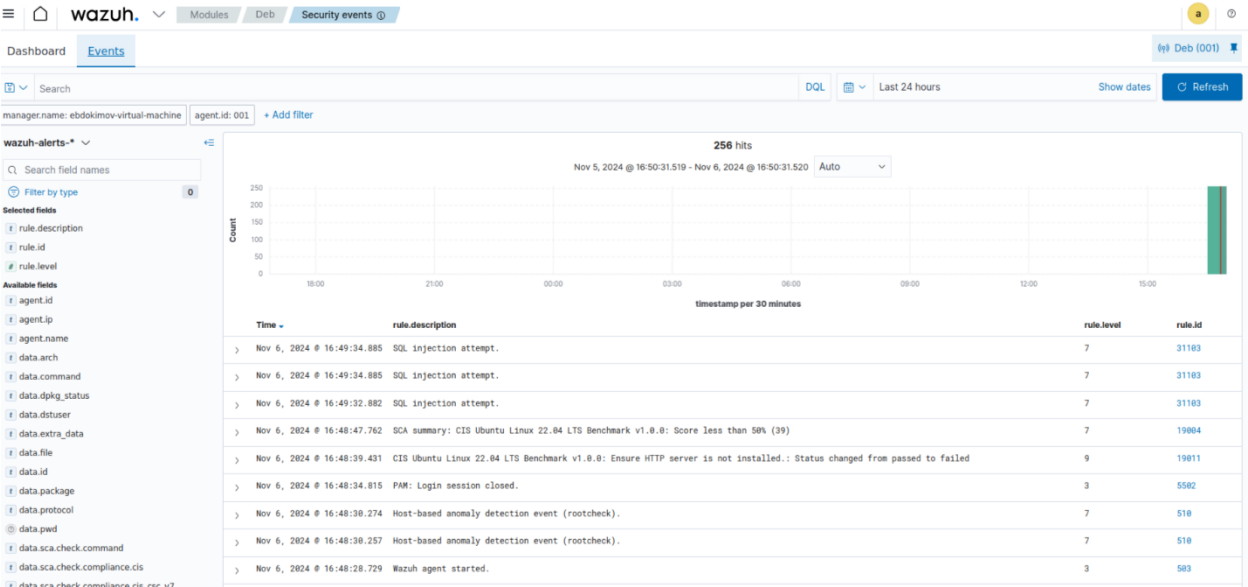 wazuh. Modules Deb Security events a
Dashboard Events Deb (001)
Search DQL Last 24 hours Show dates Refresh
manager.name: ebdokimov-virtual-machine agent.id: 001 + Add filter
wazuh-alerts-*
Search field names
Filter by type 0
Selected fields
t rule.description
t rule.id
# rule.level
Available fields
t agent.id
t agent.ip
t agent.name
t data.arch
t data.command
t data.dpkg_status
t data.dstuser
t data.extra_data
t data.file
t data.id
t data.package
t data.protocol
data.pwd
t data.sca.check.command
t data.sca.check.compliance.cis
t data.sca.check.compliance.cis_csc_v7
256 hits
Nov 5, 2024 @ 16:50:31.519 - Nov 6, 2024 @ 16:50:31.520 Auto
250
200
150
100
50
0
Count
18:00 21:00 00:00 03:00 06:00 09:00 12:00 15:00
timestamp per 30 minutes
Time rule.description rule.level rule.id
Nov 6, 2024 @ 16:49:34.885 SQL injection attempt. 7 31103
Nov 6, 2024 @ 16:49:34.885 SQL injection attempt. 7 31103
Nov 6, 2024 @ 16:49:32.882 SQL injection attempt. 7 31103
Nov 6, 2024 @ 16:48:47.762 SCA summary: CIS Ubuntu Linux 22.04 LTS Benchmark v1.0.0: Score less than 50% (39) 7 19004
Nov 6, 2024 @ 16:48:39.431 CIS Ubuntu Linux 22.04 LTS Benchmark v1.0.0: Ensure HTTP server is not installed.: Status changed from passed to failed 9 19011
Nov 6, 2024 @ 16:48:34.815 PAM: Login session closed. 3 5502
Nov 6, 2024 @ 16:48:30.274 Host-based anomaly detection event (rootcheck). 7 510
Nov 6, 2024 @ 16:48:30.257 Host-based anomaly detection event (rootcheck). 7 510
Nov 6, 2024 @ 16:48:28.729 Wazuh agent started. 3 503